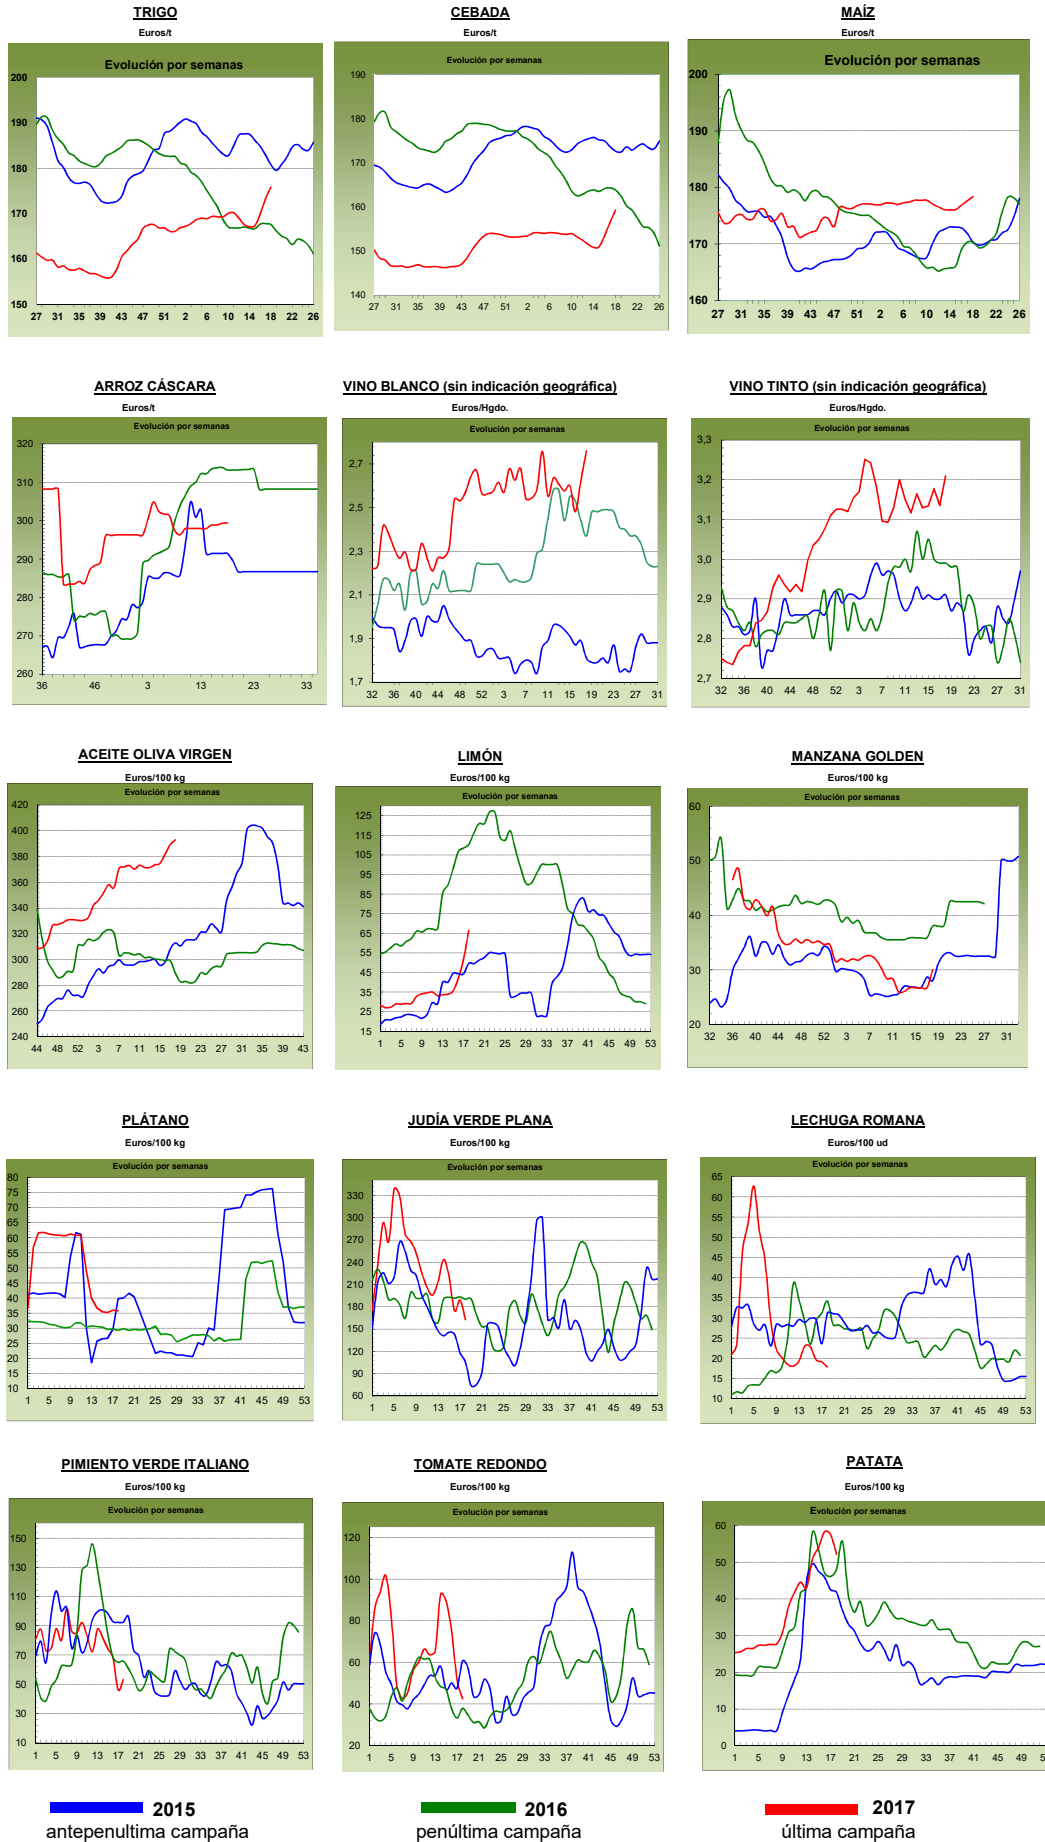 TRIGO
Euros/t
Evolución por semanas
200
190
180
170
160
150
27 31 35 39 43 47 51 2 6 10 14 18 22 26
CEBADA
Euros/t
Evolución por semanas
190
180
170
160
150
140
27 31 35 39 43 47 51 2 6 10 14 18 22 26
MAÍZ
Euros/t
Evolución por semanas
200
190
180
170
160
27 31 35 39 43 47 51 2 6 10 14 18 22 26
ARROZ CÁSCARA
Euros/t
Evolución por semanas
320
310
300
290
280
270
260
36 46 3 13 23 33
VINO BLANCO (sin indicación geográfica)
Euros/Hgdo.
Evolución por semanas
2,7
2,5
2,3
2,1
1,9
1,7
32 36 40 44 48 52 3 7 11 15 19 23 27 31
VINO TINTO (sin indicación geográfica)
Euros/Hgdo.
Evolución por semanas
3,3
3,2
3,1
3,0
2,9
2,8
2,7
32 36 40 44 48 52 3 7 11 15 19 23 27 31
ACEITE OLIVA VIRGEN
Euros/100 kg
Evolución por semanas
420
400
380
360
340
320
300
280
260
240
44 48 52 3 7 11 15 19 23 27 31 35 39 43
LIMÓN
Euros/100 kg
Evolución por semanas
125
115
105
95
85
75
65
55
45
35
25
15
1 5 9 13 17 21 25 29 33 37 41 45 49 53
MANZANA GOLDEN
Euros/100 kg
Evolución por semanas
60
50
40
30
20
32 36 40 44 48 52 3 7 11 15 19 23 27 31
PLÁTANO
Euros/100 kg
Evolución por semanas
80
75
70
65
60
55
50
45
40
35
30
25
20
15
10
1 5 9 13 17 21 25 29 33 37 41 45 49 53
JUDÍA VERDE PLANA
Euros/100 kg
Evolución por semanas
330
300
270
240
210
180
150
120
90
60
1 5 9 13 17 21 25 29 33 37 41 45 49 53
LECHUGA ROMANA
Euros/100 ud
Evolución por semanas
65
60
55
50
45
40
35
30
25
20
15
10
1 5 9 13 17 21 25 29 33 37 41 45 49 53
PIMIENTO VERDE ITALIANO
Euros/100 kg
Evolución por semanas
150
130
110
90
70
50
30
10
1 5 9 13 17 21 25 29 33 37 41 45 49 53
TOMATE REDONDO
Euros/100 kg
Evolución por semanas
120
100
80
60
40
20
1 5 9 13 17 21 25 29 33 37 41 45 49 53
PATATA
Euros/100 kg
Evolución por semanas
60
50
40
30
20
10
0
1 5 9 13 17 21 25 29 33 37 41 45 49
2015
antepenultima campaña
2016
penúltima campaña
2017
última campaña